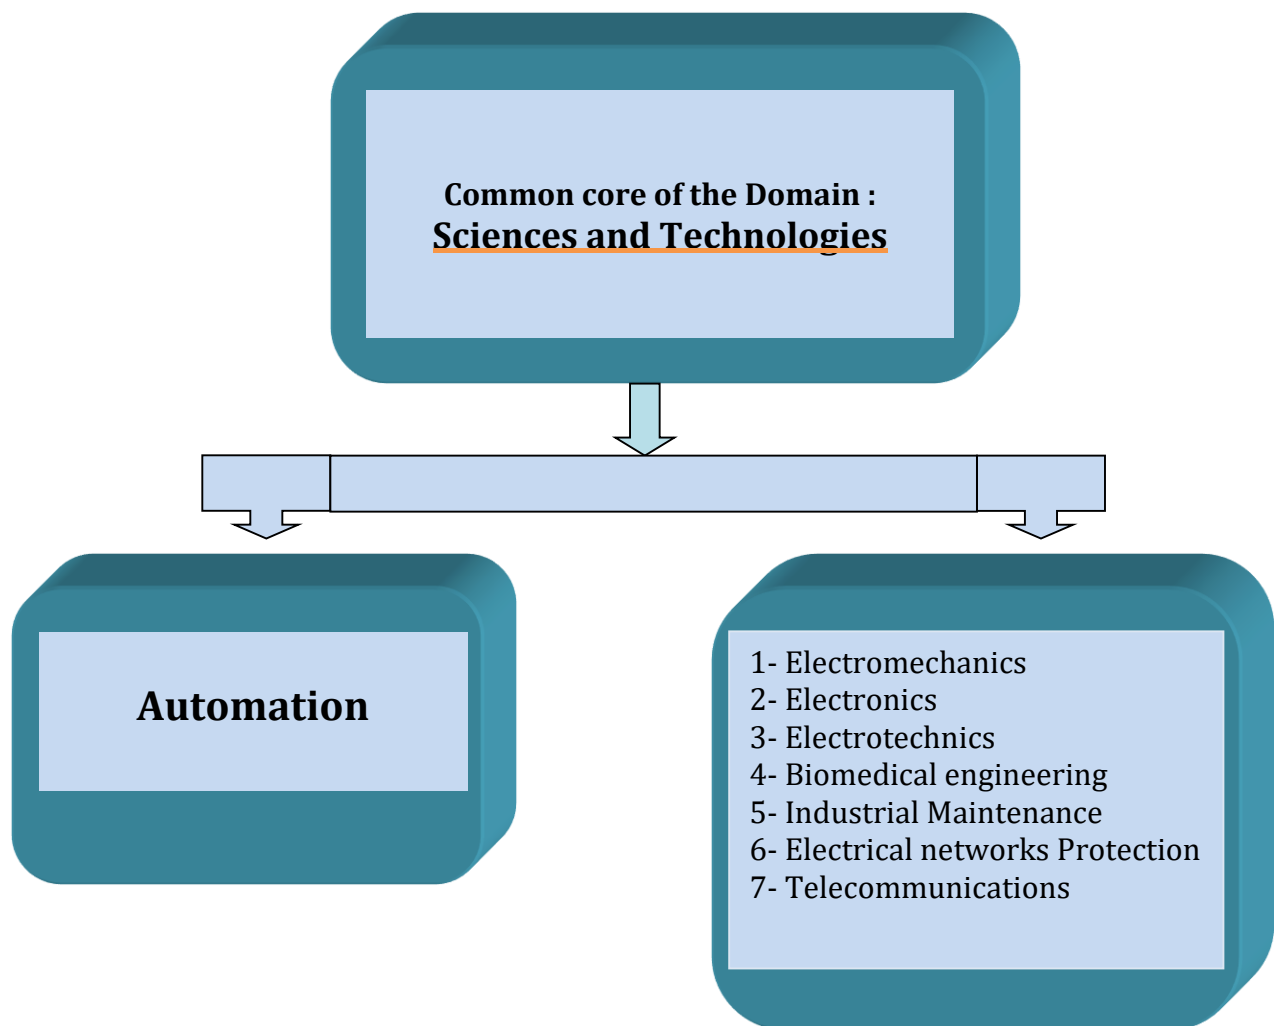 Common core of the Domain :
Sciences and Technologies
Automation
1- Electromechanics
2- Electronics
3- Electrotechnics
4- Biomedical engineering
5- Industrial Maintenance
6- Electrical networks Protection
7- Telecommunications